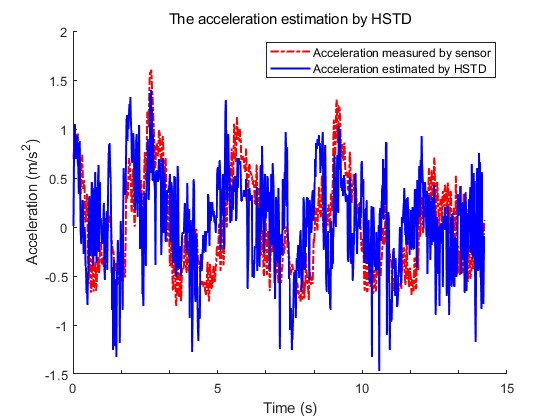 The acceleration estimation by HSTD
Acceleration measured by sensor
Acceleration estimated by HSTD
Acceleration (m/s²)
2
1.5
1
0.5
0
-0.5
-1
-1.5
0 5 10 15
Time (s)